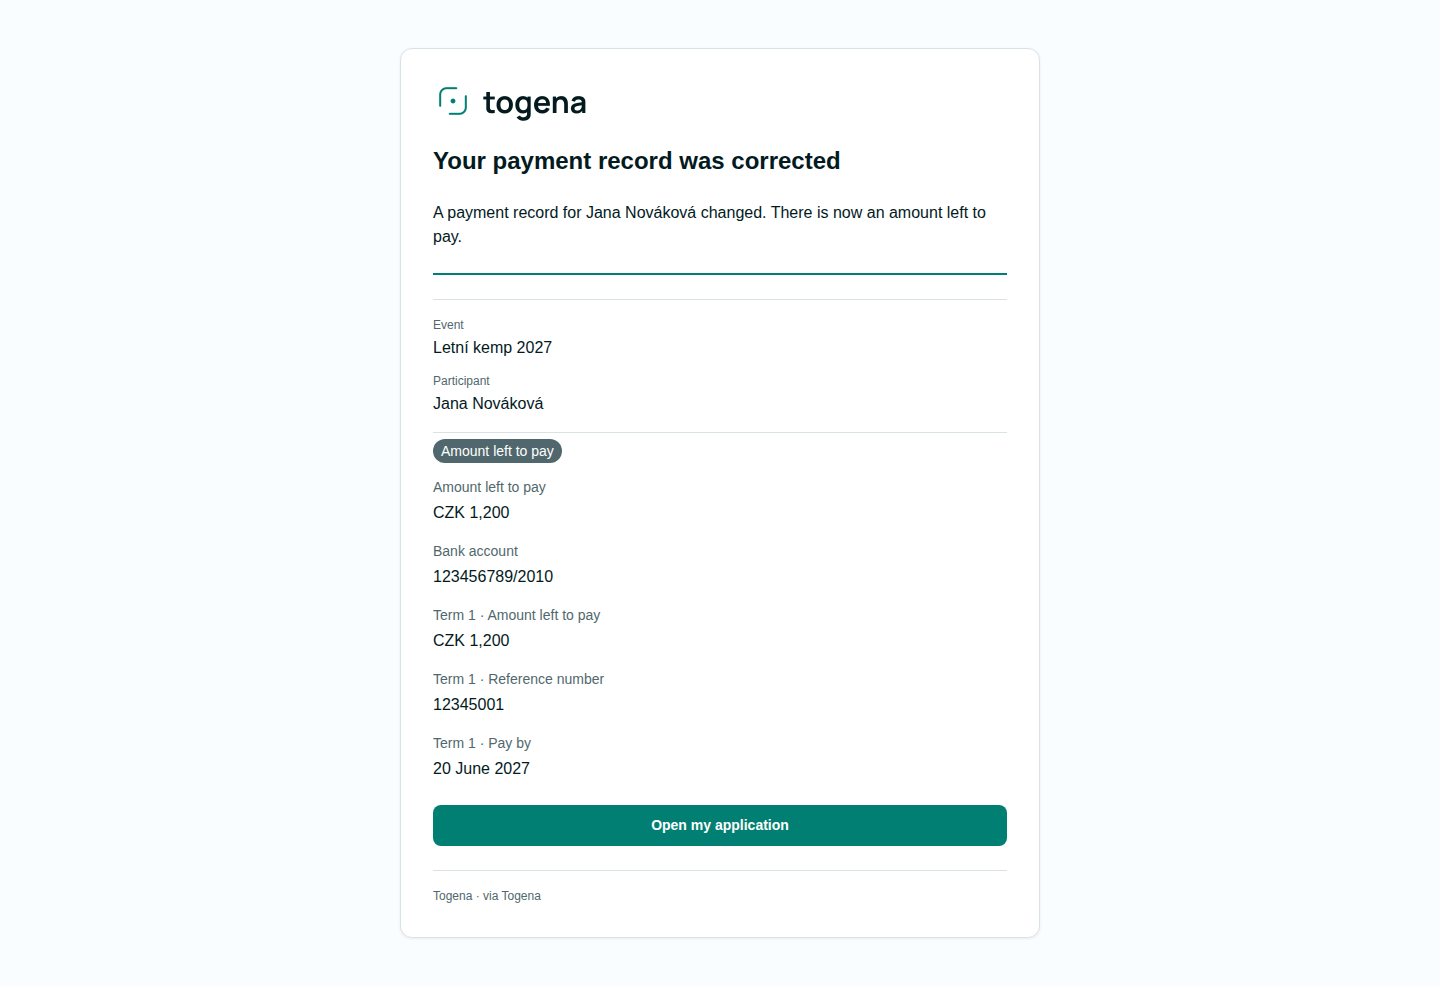 togena
Your payment record was corrected
A payment record for Jana Nováková changed. There is now an amount left to
pay.
Event
Letní kemp 2027
Participant
Jana Nováková
Amount left to pay
Amount left to pay
CZK 1,200
Bank account
123456789/2010
Term 1 · Amount left to pay
CZK 1,200
Term 1 · Reference number
12345001
Term 1 · Pay by
20 June 2027
Open my application
Togena · via Togena